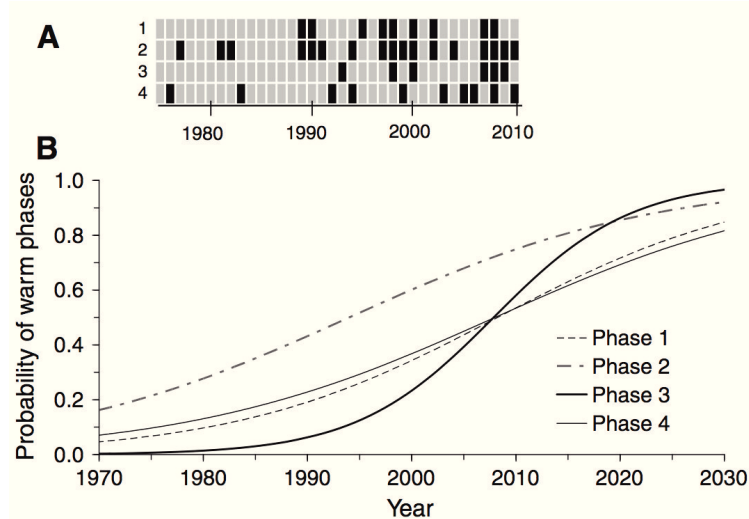 A
1
2
3
4
1980 1990 2000 2010
B
Probability of warm phases
1.0
0.8
0.6
0.4
0.2
0.0
Phase 1
Phase 2
Phase 3
Phase 4
1970 1980 1990 2000 2010 2020 2030
Year